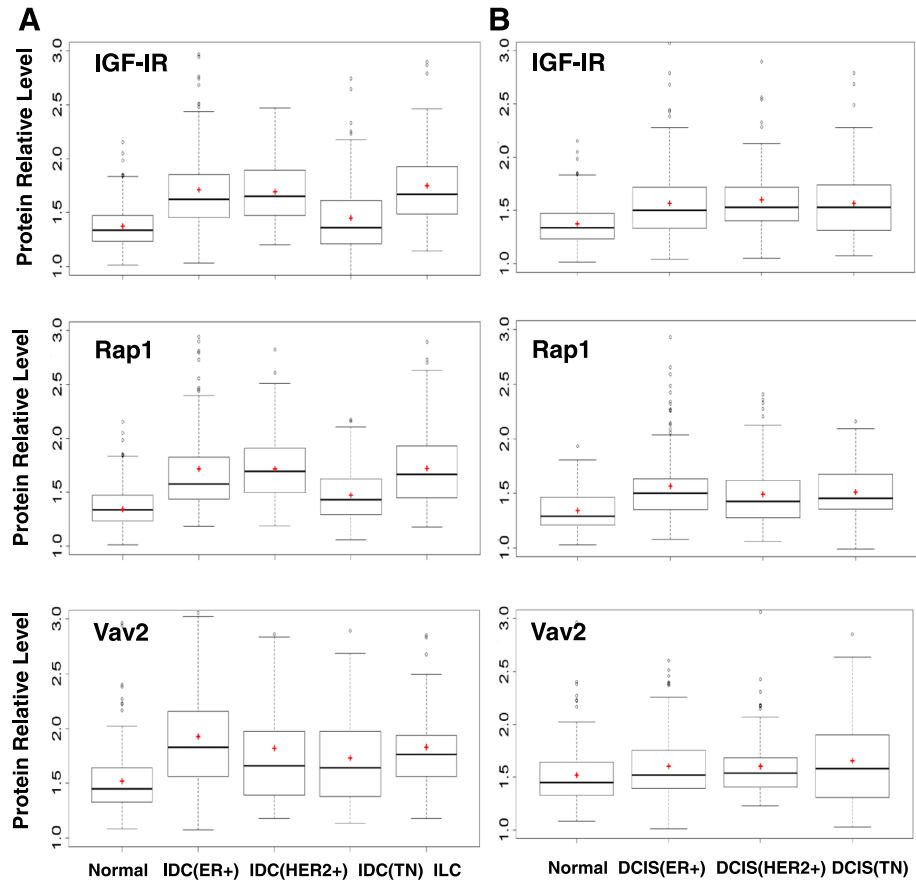 A
B
IGF-IR
IGF-IR
Protein Relative Level
1.0 1.5 2.0 2.5 3.0
1.0 1.5 2.0 2.5 3.0
Rap1
Rap1
Protein Relative Level
1.0 1.5 2.0 2.5 3.0
1.0 1.5 2.0 2.5 3.0
Vav2
Vav2
Protein Relative Level
1.0 1.5 2.0 2.5 3.0
1.0 1.5 2.0 2.5 3.0
Normal IDC(ER+) IDC(HER2+) IDC(TN) ILC
Normal DCIS(ER+) DCIS(HER2+) DCIS(TN)